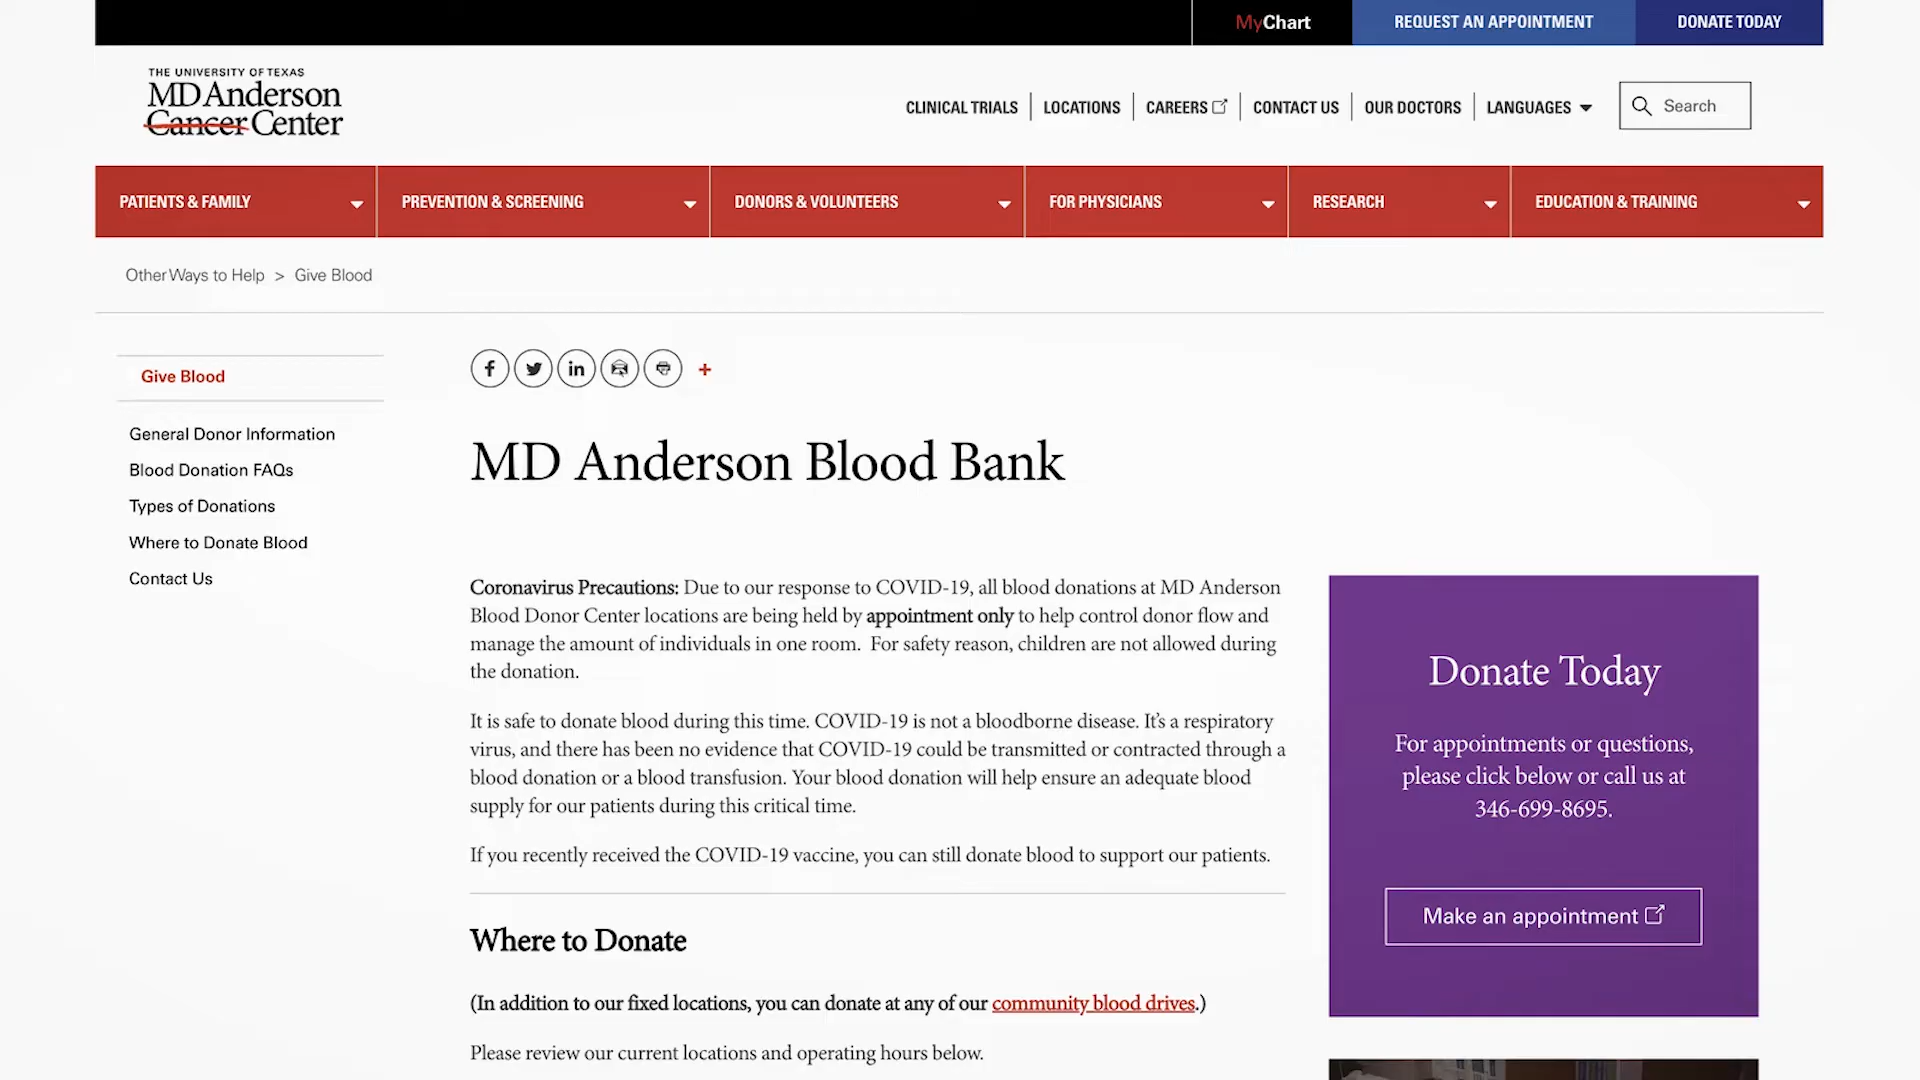 MyChart
REQUEST AN APPOINTMENT
DONATE TODAY
THE UNIVERSITY OF TEXAS
MD Anderson
Cancer Center
CLINICAL TRIALS
LOCATIONS
CAREERS
CONTACT US
OUR DOCTORS
LANGUAGES
Search
PATIENTS & FAMILY
PREVENTION & SCREENING
DONORS & VOLUNTEERS
FOR PHYSICIANS
RESEARCH
EDUCATION & TRAINING
Other Ways to Help > Give Blood
Give Blood
General Donor Information
Blood Donation FAQs
Types of Donations
Where to Donate Blood
Contact Us
MD Anderson Blood Bank
Coronavirus Precautions: Due to our response to COVID-19, all blood donations at MD Anderson
Blood Donor Center locations are being held by appointment only to help control donor flow and
manage the amount of individuals in one room. For safety reason, children are not allowed during
the donation.
It is safe to donate blood during this time. COVID-19 is not a bloodborne disease. It's a respiratory
virus, and there has been no evidence that COVID-19 could be transmitted or contracted through a
blood donation or a blood transfusion. Your blood donation will help ensure an adequate blood
supply for our patients during this critical time.
If you recently received the COVID-19 vaccine, you can still donate blood to support our patients.
Where to Donate
(In addition to our fixed locations, you can donate at any of our community blood drives.)
Please review our current locations and operating hours below.
Donate Today
For appointments or questions,
please click below or call us at
346-699-8695.
Make an appointment